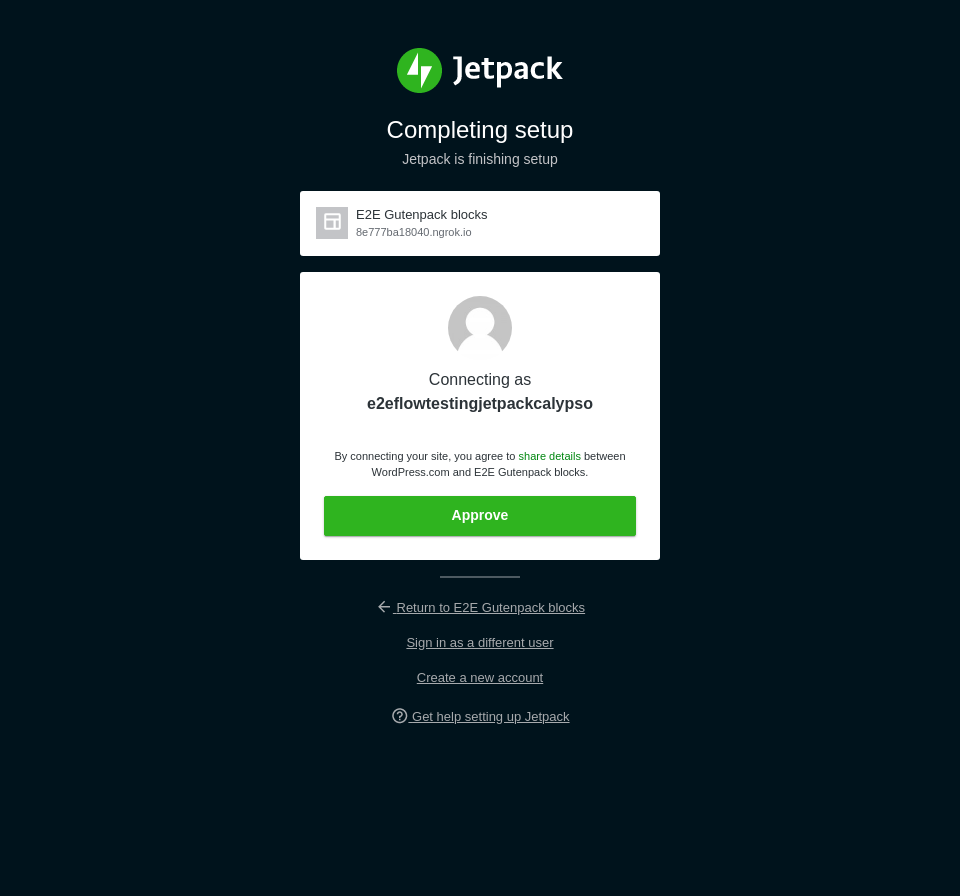 Jetpack
Completing setup
Jetpack is finishing setup
E2E Gutenpack blocks
8e777ba18040.ngrok.io
Connecting as
e2eflowtestingjetpackcalypso
By connecting your site, you agree to share details between
WordPress.com and E2E Gutenpack blocks.
Approve
Return to E2E Gutenpack blocks
Sign in as a different user
Create a new account
Get help setting up Jetpack